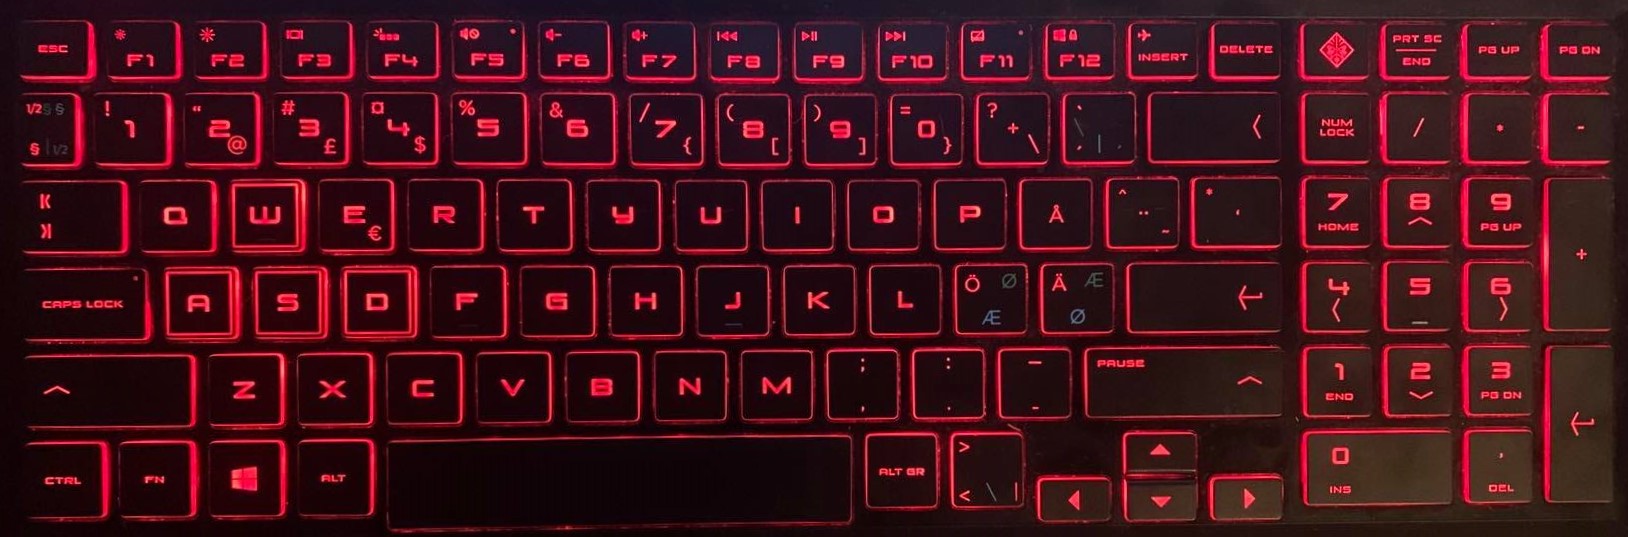 ESC F1 F2 F3 F4 F5 F6 F7 F8 F9 F10 F11 F12 INSERT DELETE PRT SC END PG UP PG DN
1/2 § § § 1/2 ! 1 “ 2 @ # 3 £ ¤ 4 $ % 5 & 6 / 7 { ( 8 [ ) 9 ] = 0 } ? + \ NUM LOCK / * -
Q W E € R T Y U I O P Å ^ ¨ ~ * ' 7 HOME 8 9 PG UP +
CAPS LOCK A S D F G H J K L Ö Ø Æ Ä Æ Ø 4 5 6
Z X C V B N M ; , : . _ - PAUSE 1 END 2 3 PG DN
CTRL FN ALT ALT GR > < \ | 0 INS , DEL